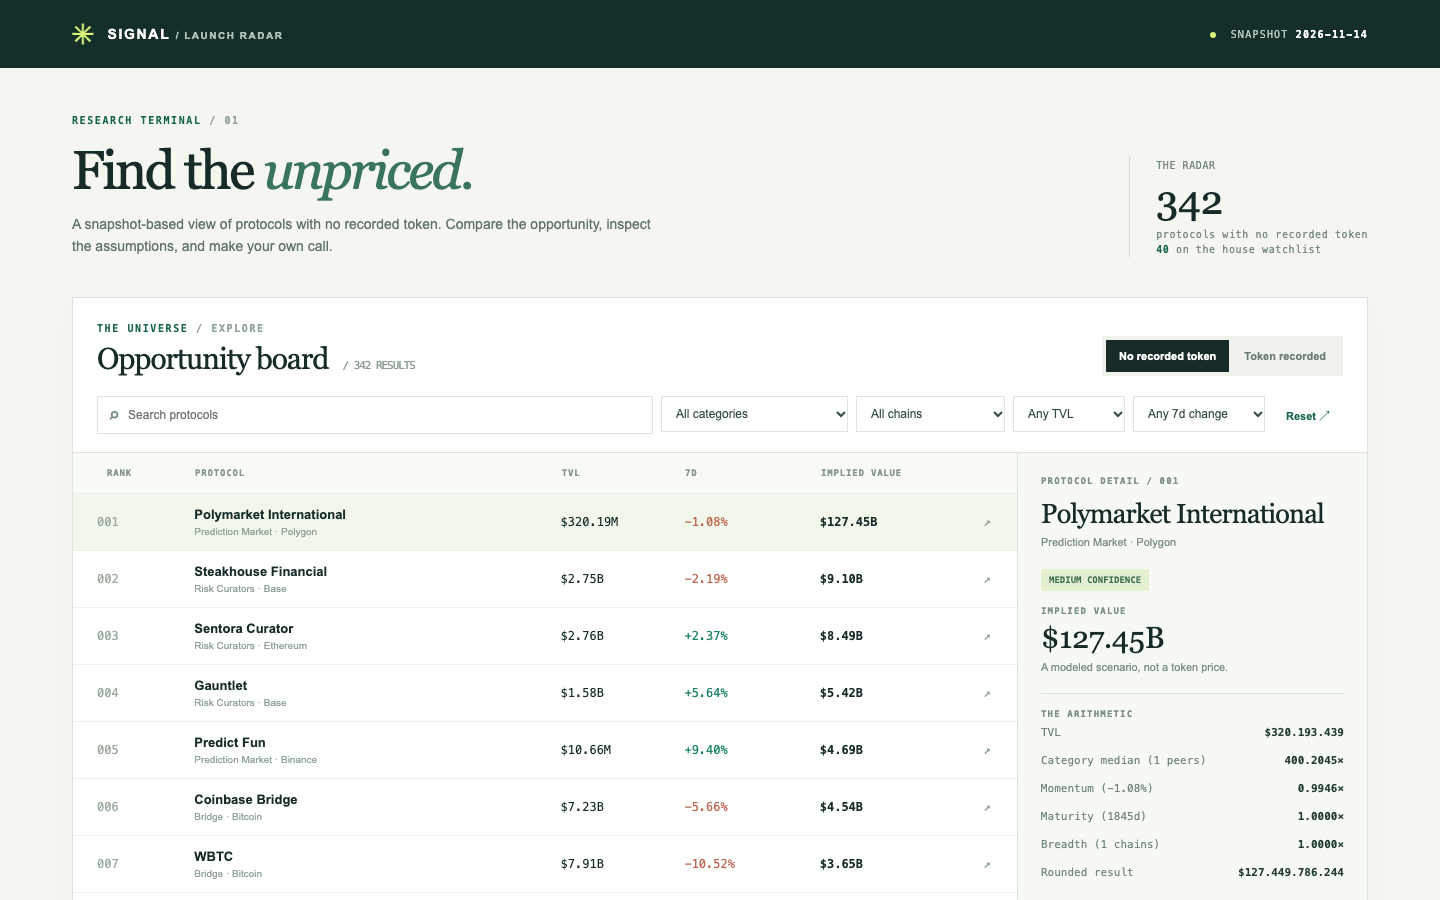 SIGNAL / LAUNCH RADAR
SNAPSHOT 2026-11-14
RESEARCH TERMINAL / 01
Find the unpriced.
A snapshot-based view of protocols with no recorded token. Compare the opportunity, inspect
the assumptions, and make your own call.
THE RADAR
342
protocols with no recorded token
40 on the house watchlist
THE UNIVERSE / EXPLORE
Opportunity board / 342 RESULTS
No recorded token Token recorded
Search protocols All categories All chains Any TVL Any 7d change Reset ↗
RANK PROTOCOL TVL 7D IMPLIED VALUE
001 Polymarket International $320.19M −1.08% $127.45B ↗
Prediction Market · Polygon
002 Steakhouse Financial $2.75B −2.19% $9.10B ↗
Risk Curators · Base
003 Sentora Curator $2.76B +2.37% $8.49B ↗
Risk Curators · Ethereum
004 Gauntlet $1.58B +5.64% $5.42B ↗
Risk Curators · Base
005 Predict Fun $10.66M +9.40% $4.69B ↗
Prediction Market · Binance
006 Coinbase Bridge $7.23B −5.66% $4.54B ↗
Bridge · Bitcoin
007 WBTC $7.91B −10.52% $3.65B ↗
Bridge · Bitcoin
PROTOCOL DETAIL / 001
Polymarket International
Prediction Market · Polygon
MEDIUM CONFIDENCE
IMPLIED VALUE
$127.45B
A modeled scenario, not a token price.
THE ARITHMETIC
TVL $320.193.439
Category median (1 peers) 400.2045×
Momentum (−1.08%) 0.9946×
Maturity (1845d) 1.0000×
Breadth (1 chains) 1.0000×
Rounded result $127.449.786.244